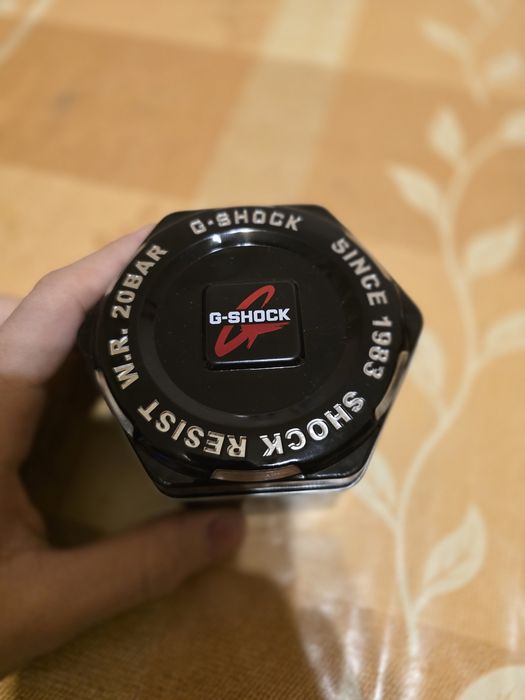 G-SHOCK
SINCE 1983
SHOCK RESIST
W.R. 20BAR
G-SHOCK